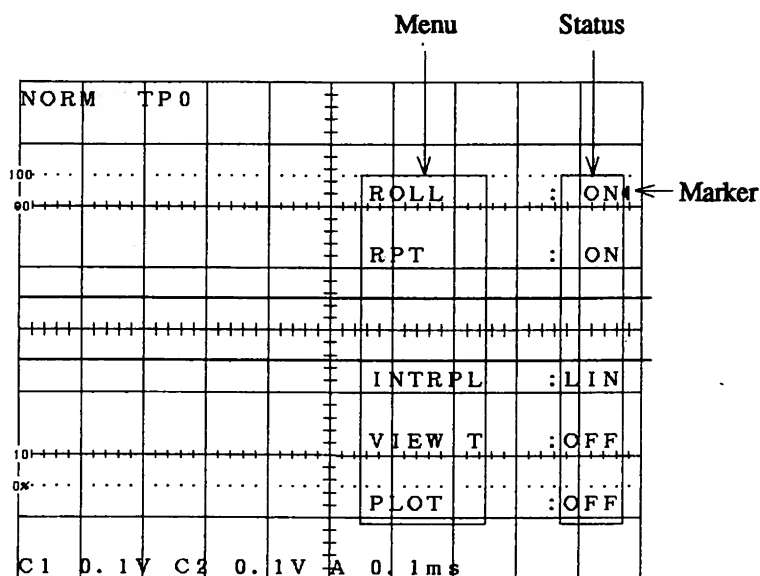 Menu Status
NORM TP0
100
ROLL : ON Marker
90
RPT : ON
INTRPL :LIN
VIEW T :OFF
10
0%
PLOT :OFF
C1 0.1V C2 0.1V A 0.1ms